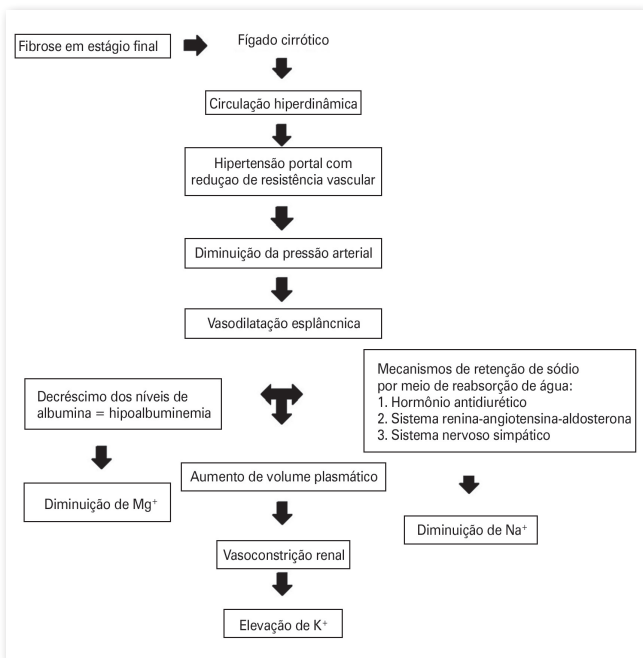 Fibrose em estágio final
Fígado cirrótico
Circulação hiperdinâmica
Hipertensão portal com
reduçao de resistência vascular
Diminuição da pressão arterial
Vasodilatação esplâncnica
Decréscimo dos níveis de
albumina = hipoalbuminemia
Diminuição de Mg⁺
Mecanismos de retenção de sódio
por meio de reabsorção de água:
1. Hormônio antidiurético
2. Sistema renina-angiotensina-aldosterona
3. Sistema nervoso simpático
Diminuição de Na⁺
Aumento de volume plasmático
Vasoconstrição renal
Elevação de K⁺